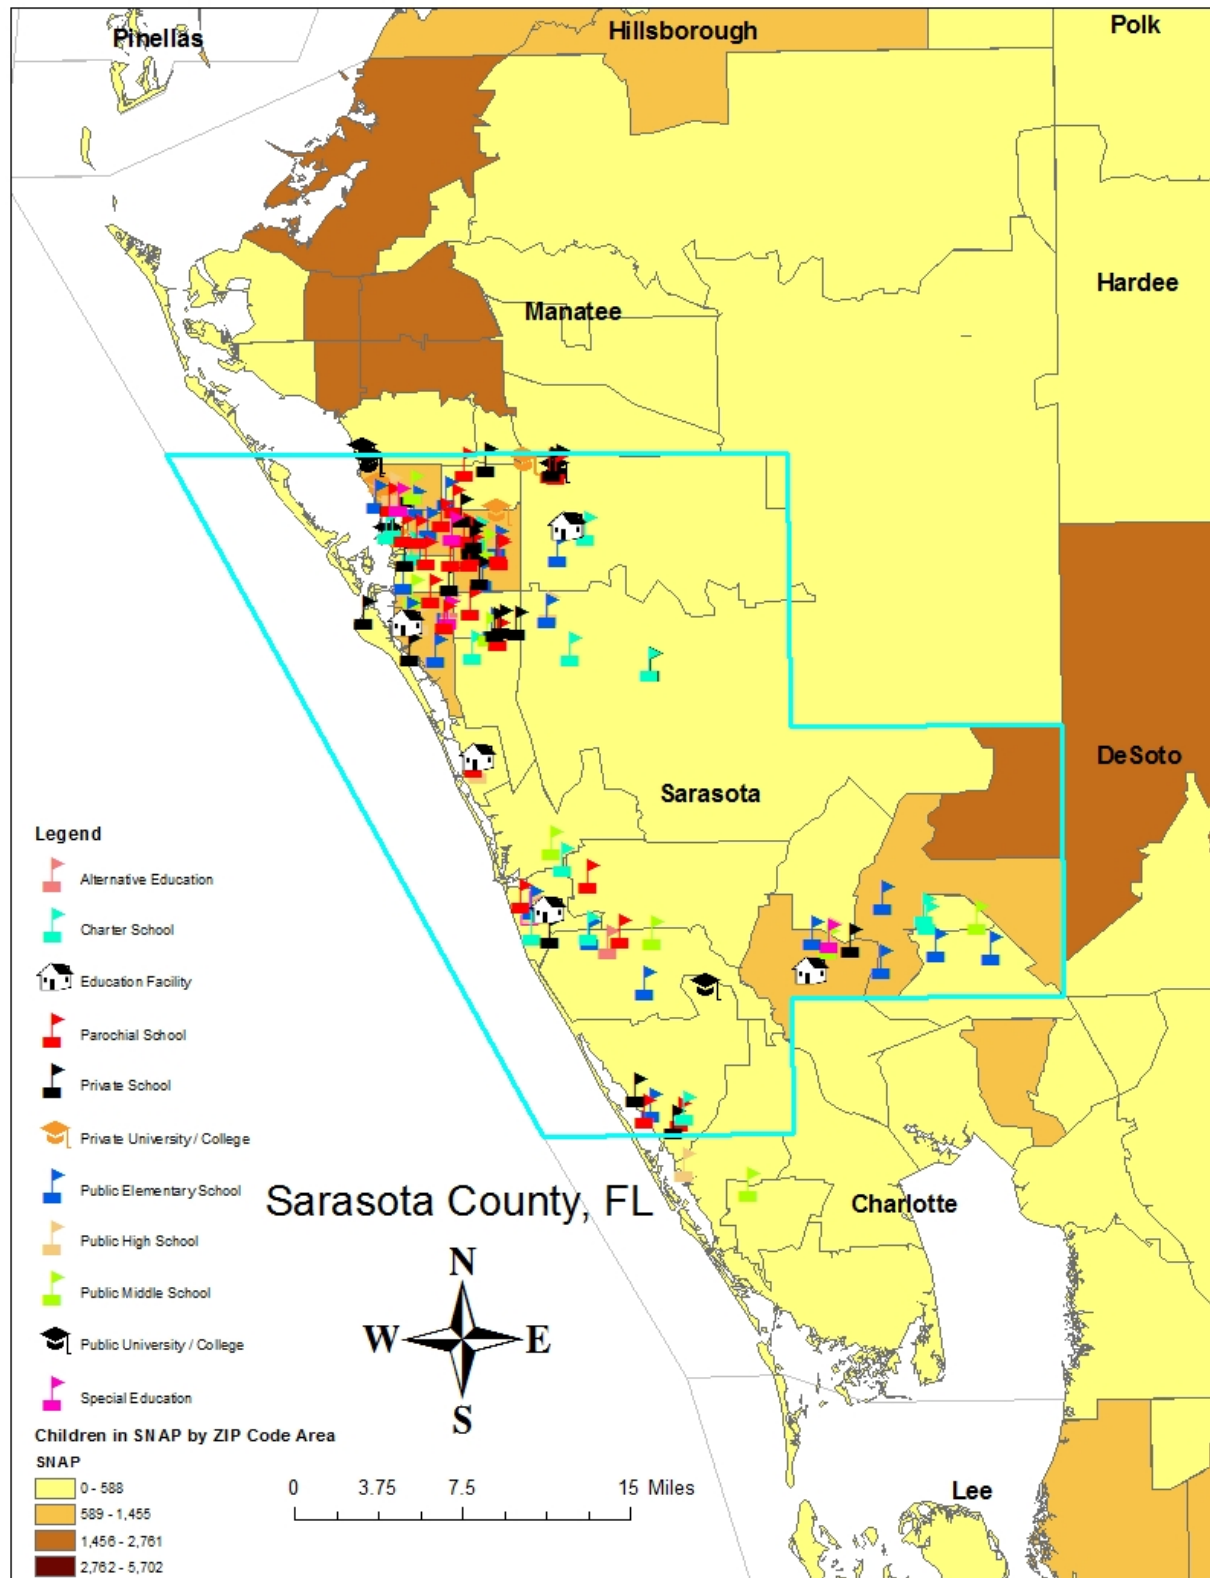 Pinellas
Hillsborough
Polk
Hardee
Manatee
DeSoto
Sarasota
Legend
Alternative Education
Charter School
Education Facility
Parochial School
Private School
Private University / College
Public Elementary School
Public High School
Public Middle School
Public University / College
Special Education
Sarasota County, FL
Charlotte
N
W E
S
Children in SNAP by ZIP Code Area
SNAP
0 - 588
589 - 1,455
1,456 - 2,761
2,762 - 5,702
0 3.75 7.5 15 Miles
Lee